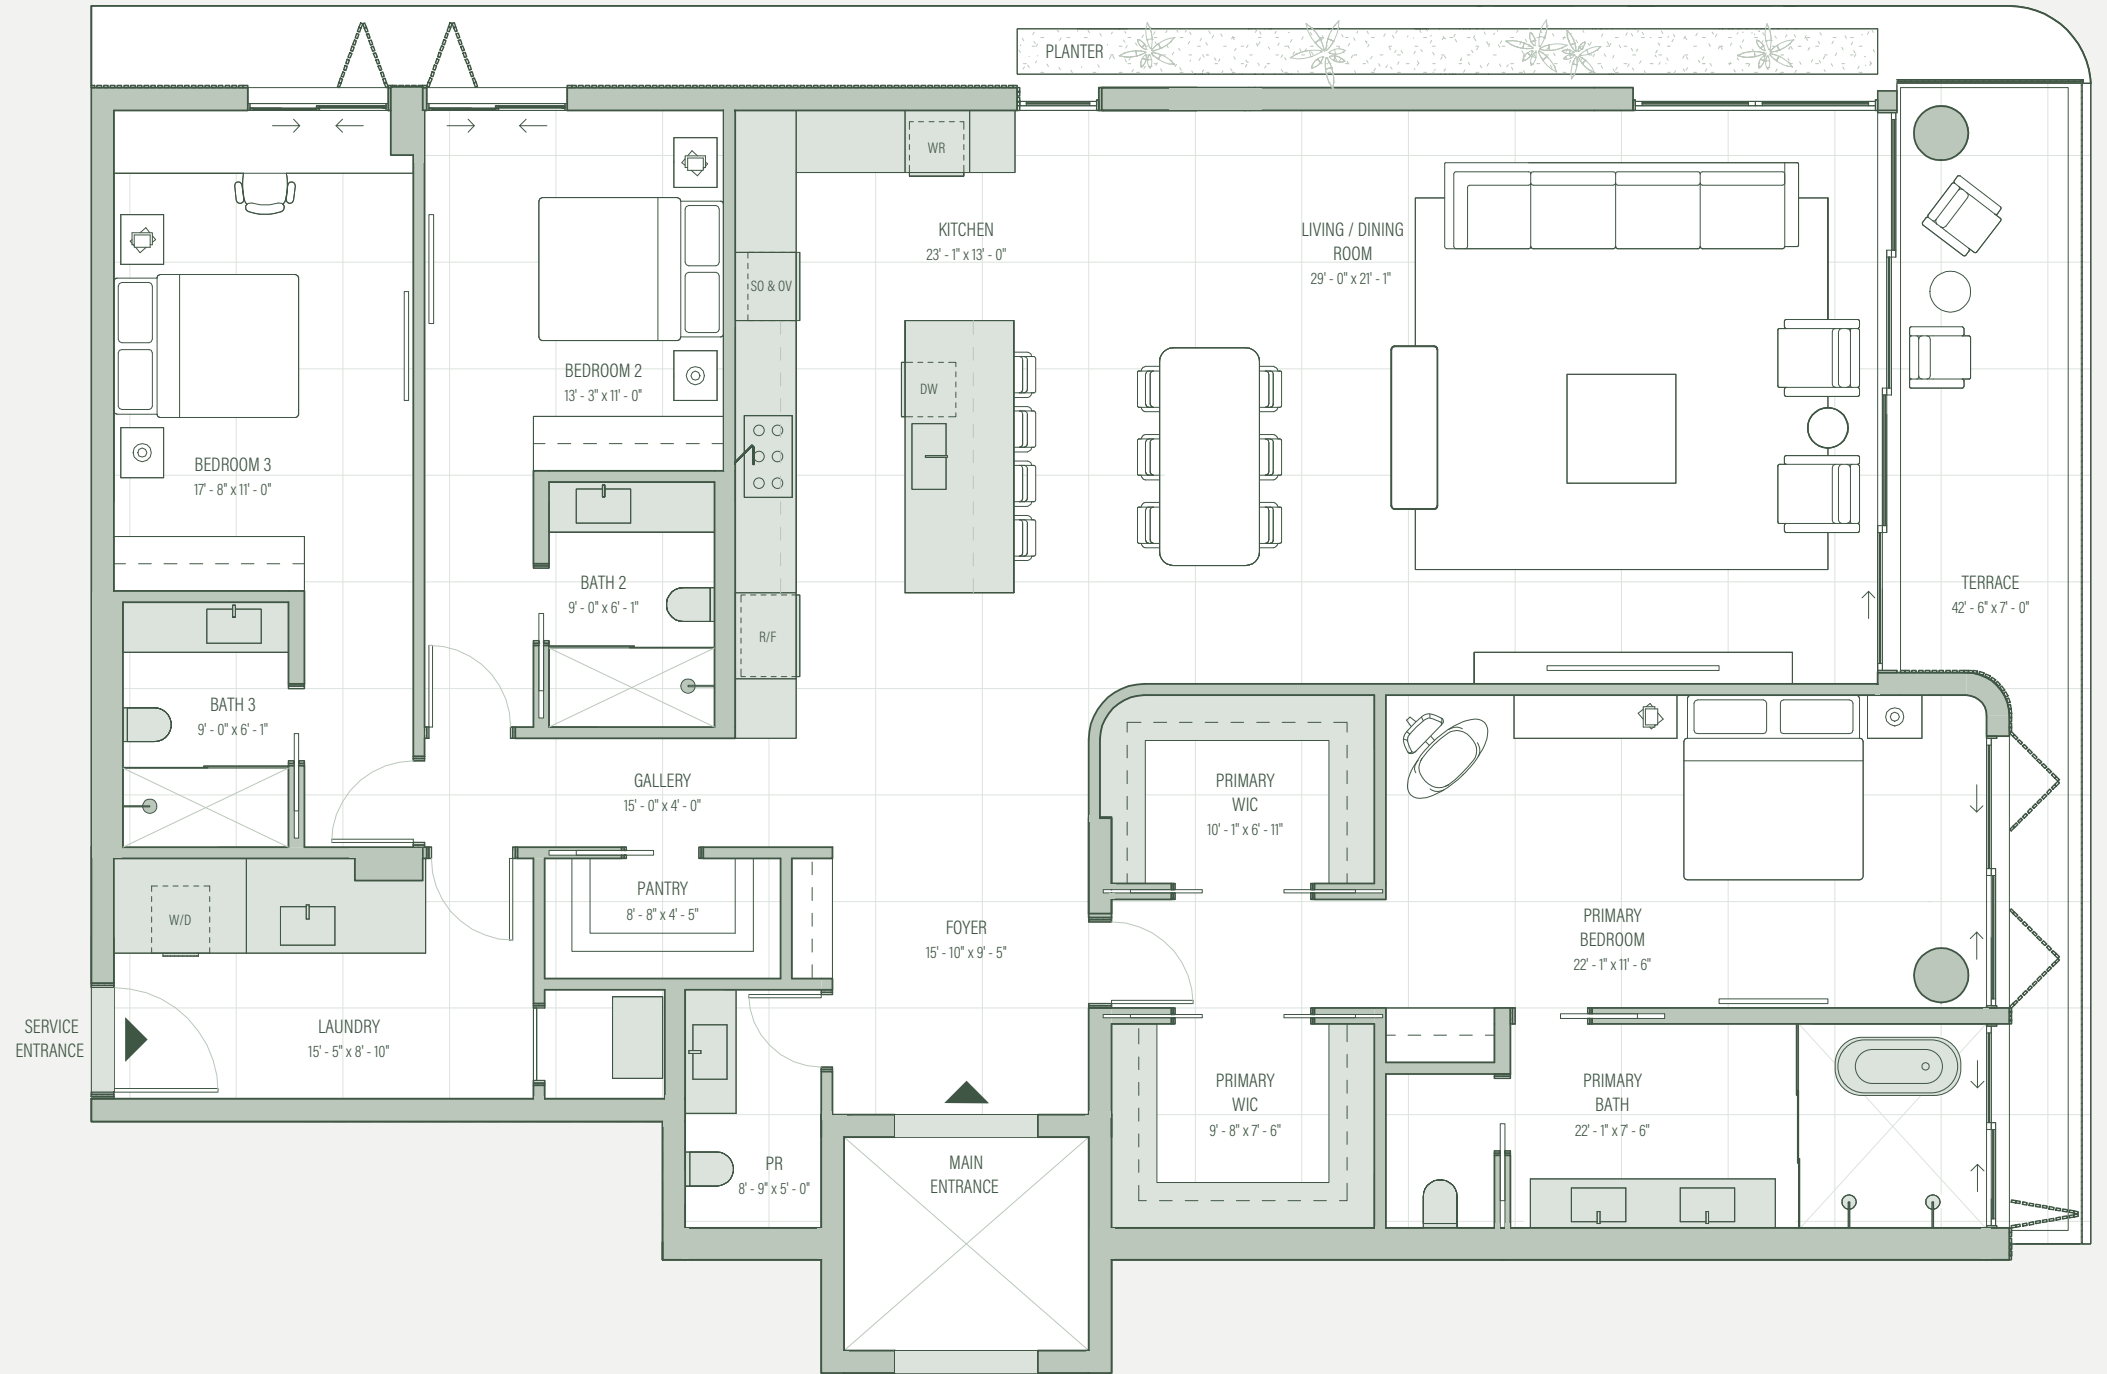 PLANTER
WR
KITCHEN
23' - 1" x 13' - 0"
LIVING / DINING
ROOM
29' - 0" x 21' - 1"
SO & OV
BEDROOM 2
13' - 3" x 11' - 0"
DW
BEDROOM 3
17' - 8" x 11' - 0"
BATH 2
9' - 0" x 6' - 1"
TERRACE
42' - 6" x 7' - 0"
R/F
BATH 3
9' - 0" x 6' - 1"
GALLERY
15' - 0" x 4' - 0"
PRIMARY
WIC
10' - 1" x 6' - 11"
PANTRY
8' - 8" x 4' - 5"
W/D
FOYER
15' - 10" x 9' - 5"
PRIMARY
BEDROOM
22' - 1" x 11' - 6"
SERVICE
ENTRANCE
LAUNDRY
15' - 5" x 8' - 10"
PRIMARY
WIC
9' - 8" x 7' - 6"
PRIMARY
BATH
22' - 1" x 7' - 6"
PR
8' - 9" x 5' - 0"
MAIN
ENTRANCE